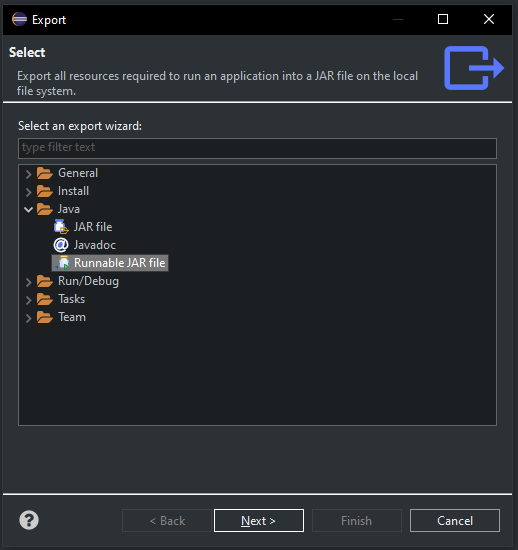 Export
Select
Export all resources required to run an application into a JAR file on the local
file system.
Select an export wizard:
type filter text
General
Install
Java
JAR file
@ Javadoc
Runnable JAR file
Run/Debug
Tasks
Team
?
< Back
Next >
Finish
Cancel